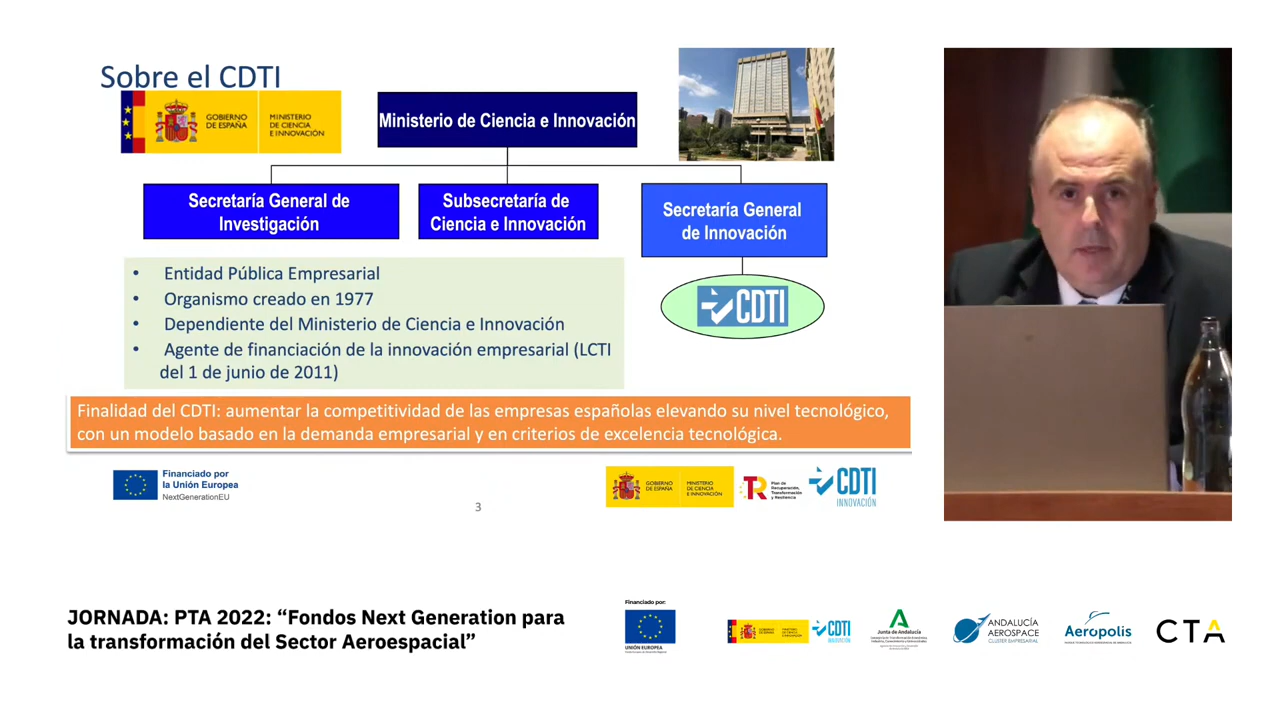 Sobre el CDTI
GOBIERNO
DE ESPAÑA
MINISTERIO
DE CIENCIA
E INNOVACIÓN
Ministerio de Ciencia e Innovación
Secretaría General de
Investigación
Subsecretaría de
Ciencia e Innovación
Secretaría General
de Innovación
CDTI
• Entidad Pública Empresarial
• Organismo creado en 1977
• Dependiente del Ministerio de Ciencia e Innovación
• Agente de financiación de la innovación empresarial (LCTI
del 1 de junio de 2011)
Finalidad del CDTI: aumentar la competitividad de las empresas españolas elevando su nivel tecnológico,
con un modelo basado en la demanda empresarial y en criterios de excelencia tecnológica.
Financiado por
la Unión Europea
NextGenerationEU
3
GOBIERNO
DE ESPAÑA
MINISTERIO
DE CIENCIA
E INNOVACIÓN
Plan de
Recuperación,
Transformación
y Resiliencia
CDTI
INNOVACIÓN
JORNADA: PTA 2022: “Fondos Next Generation para
la transformación del Sector Aeroespacial”
Financiado por:
UNIÓN EUROPEA
CDTI
INNOVACIÓN
Junta de Andalucía
ANDALUCÍA
AEROSPACE
CLUSTER EMPRESARIAL
Aeropolis
CTA